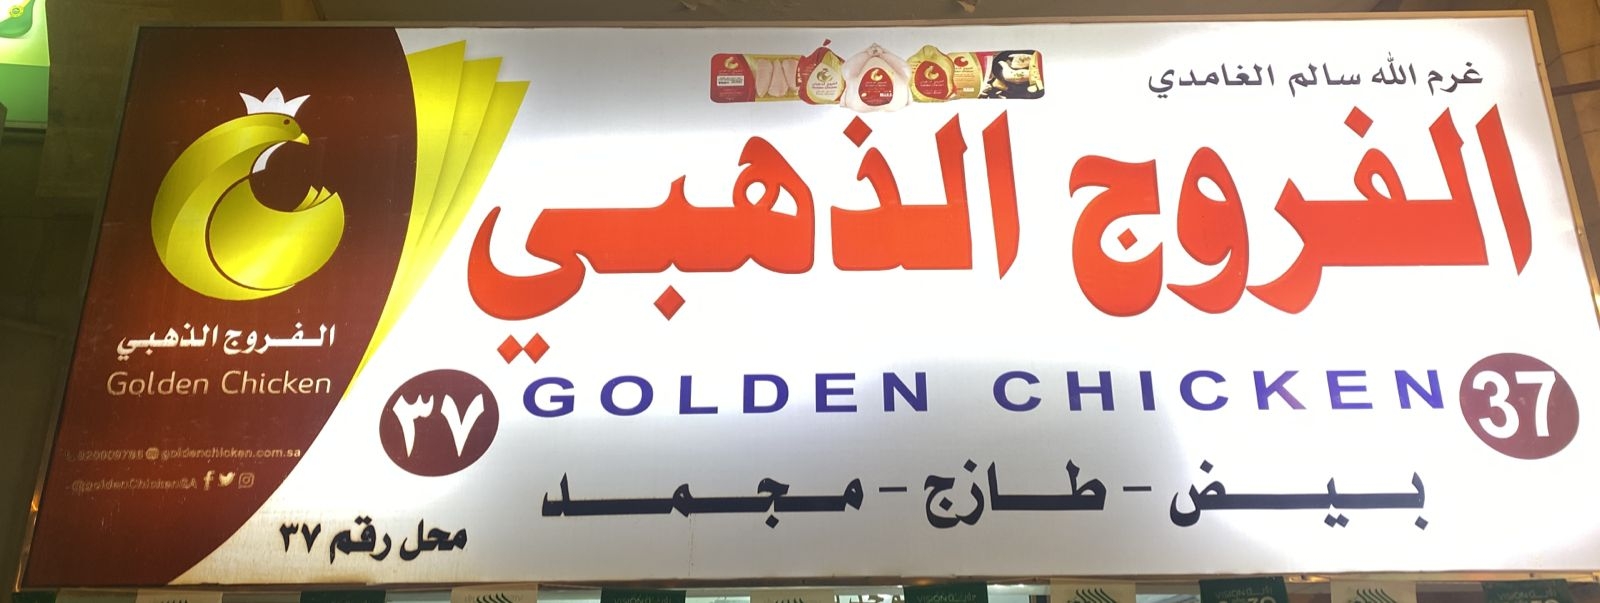 غرم الله سالم الغامدي
الفروج الذهبي
37 GOLDEN CHICKEN ٣٧
بيض - طازج - مجمد
محل رقم ٣٧
الفروج الذهبي
Golden Chicken
goldenchicken.com.sa
@goldenChickenSA